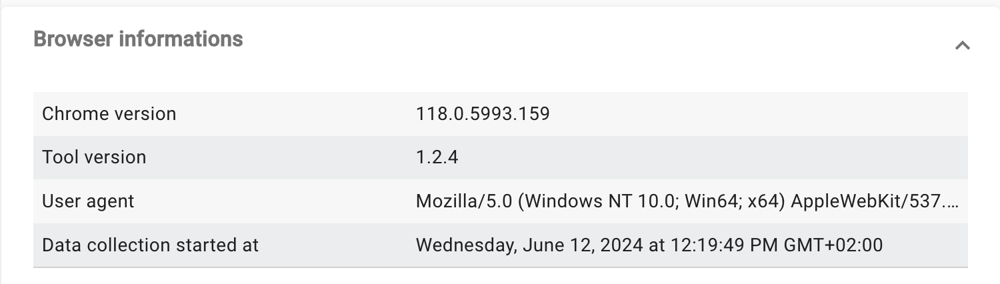 Browser informations
Chrome version 118.0.5993.159
Tool version 1.2.4
User agent Mozilla/5.0 (Windows NT 10.0; Win64; x64) AppleWebKit/537....
Data collection started at Wednesday, June 12, 2024 at 12:19:49 PM GMT+02:00